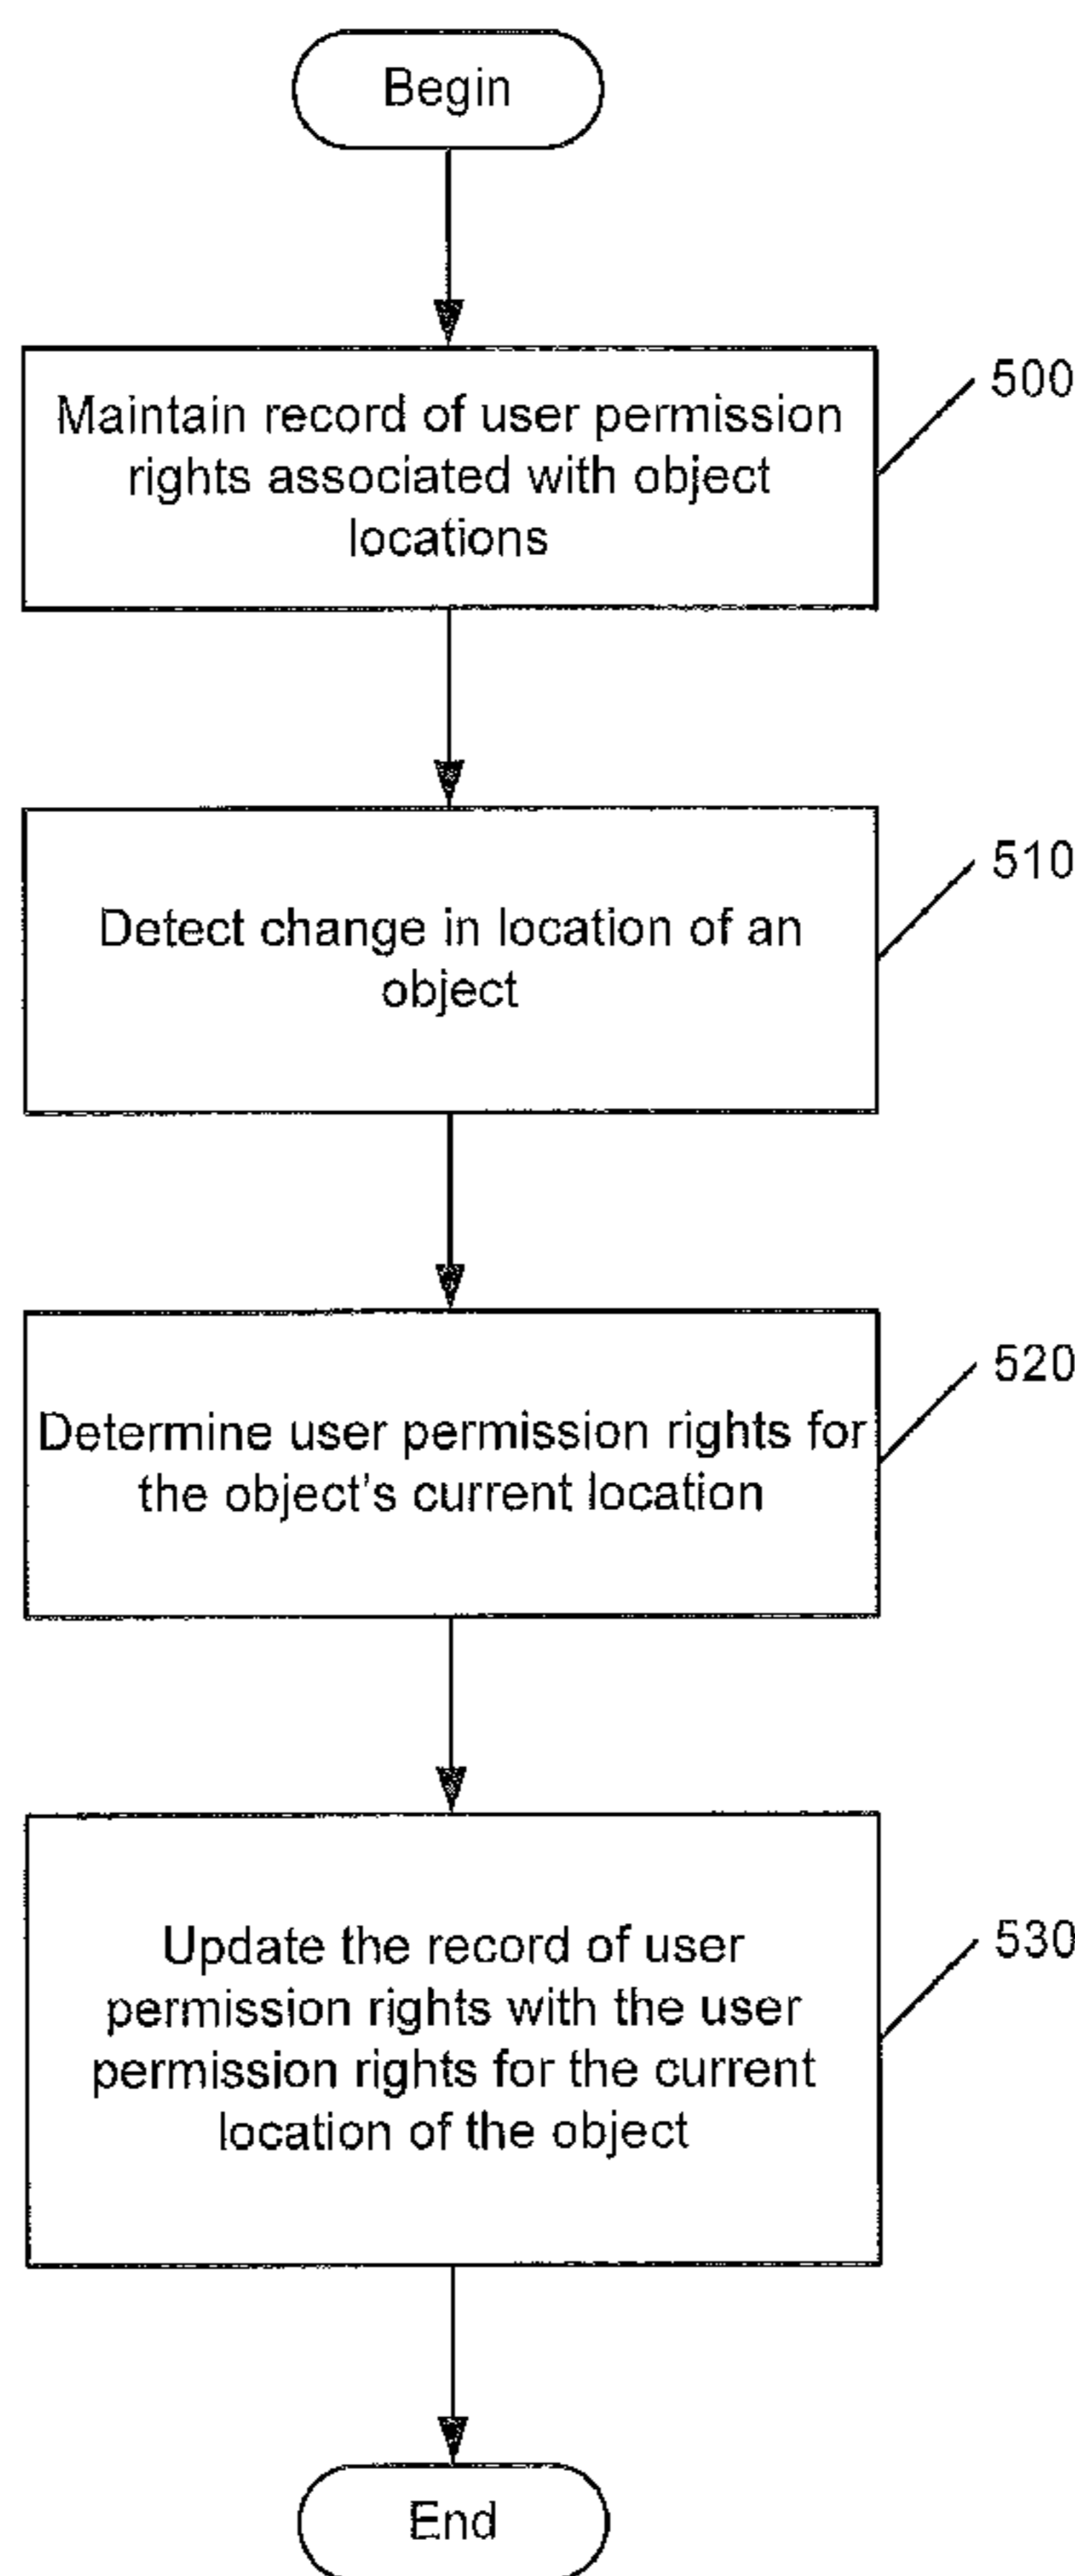 Begin
Maintain record of user permission
rights associated with object
locations
500
Detect change in location of an
object
510
Determine user permission rights for
the object's current location
520
Update the record of user
permission rights with the user
permission rights for the current
location of the object
530
End